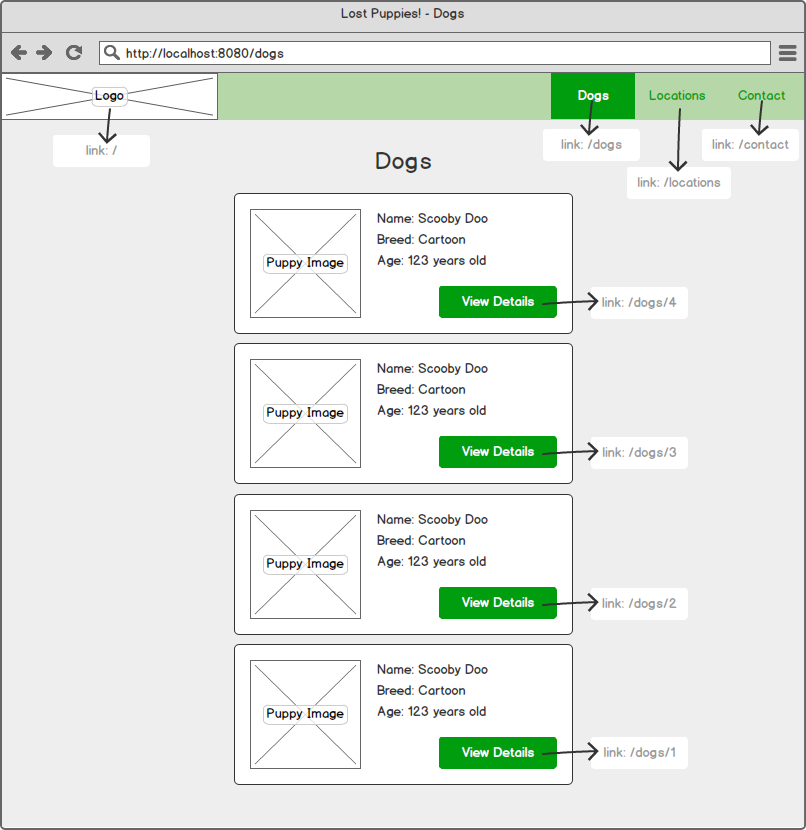 Lost Puppies! - Dogs
http://localhost:8080/dogs
Logo
Dogs
Locations
Contact
link: /
link: /dogs
link: /contact
link: /locations
Dogs
Puppy Image
Name: Scooby Doo
Breed: Cartoon
Age: 123 years old
View Details
link: /dogs/4
Puppy Image
Name: Scooby Doo
Breed: Cartoon
Age: 123 years old
View Details
link: /dogs/3
Puppy Image
Name: Scooby Doo
Breed: Cartoon
Age: 123 years old
View Details
link: /dogs/2
Puppy Image
Name: Scooby Doo
Breed: Cartoon
Age: 123 years old
View Details
link: /dogs/1